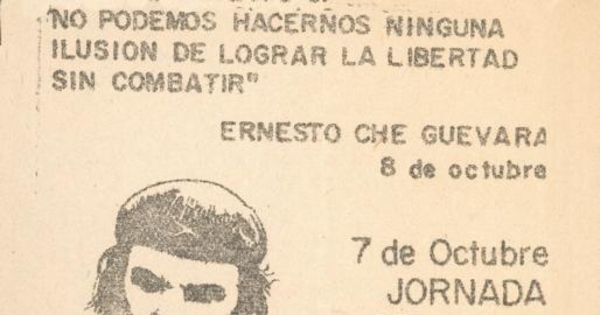 "NO PODEMOS HACERNOS NINGUNA
ILUSION DE LOGRAR LA LIBERTAD
SIN COMBATIR"
ERNESTO CHE GUEVARA
8 de octubre
7 de Octubre
JORNADA